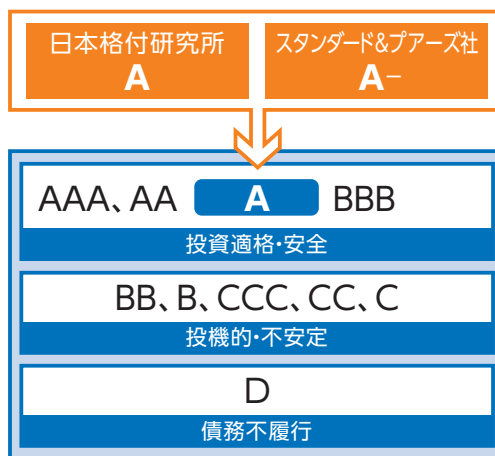 日本格付研究所
A
スタンダード&プアーズ社
A−
AAA、AA A BBB
投資適格・安全
BB、B、CCC、CC、C
投機的・不安定
D
債務不履行